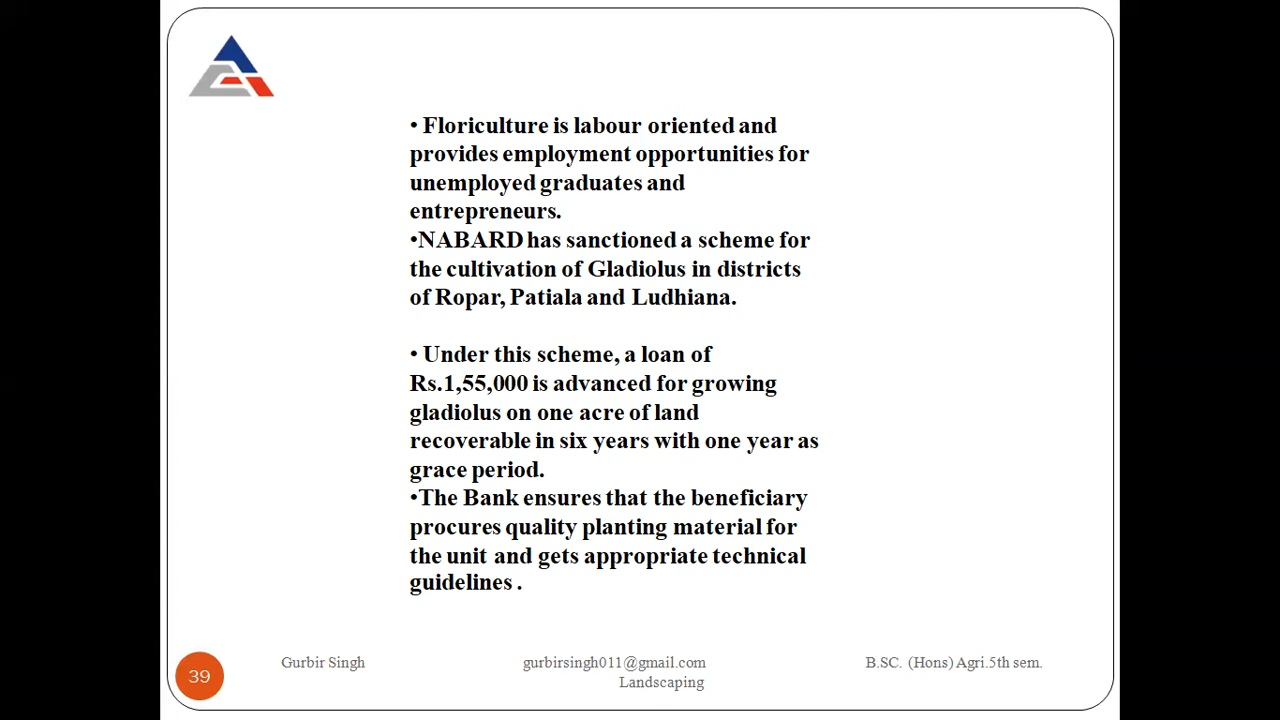 • Floriculture is labour oriented and
provides employment opportunities for
unemployed graduates and
entrepreneurs.
•NABARD has sanctioned a scheme for
the cultivation of Gladiolus in districts
of Ropar, Patiala and Ludhiana.
• Under this scheme, a loan of
Rs.1,55,000 is advanced for growing
gladiolus on one acre of land
recoverable in six years with one year as
grace period.
•The Bank ensures that the beneficiary
procures quality planting material for
the unit and gets appropriate technical
guidelines .
39
Gurbir Singh
gurbirsingh011@gmail.com
Landscaping
B.SC. (Hons) Agri.5th sem.